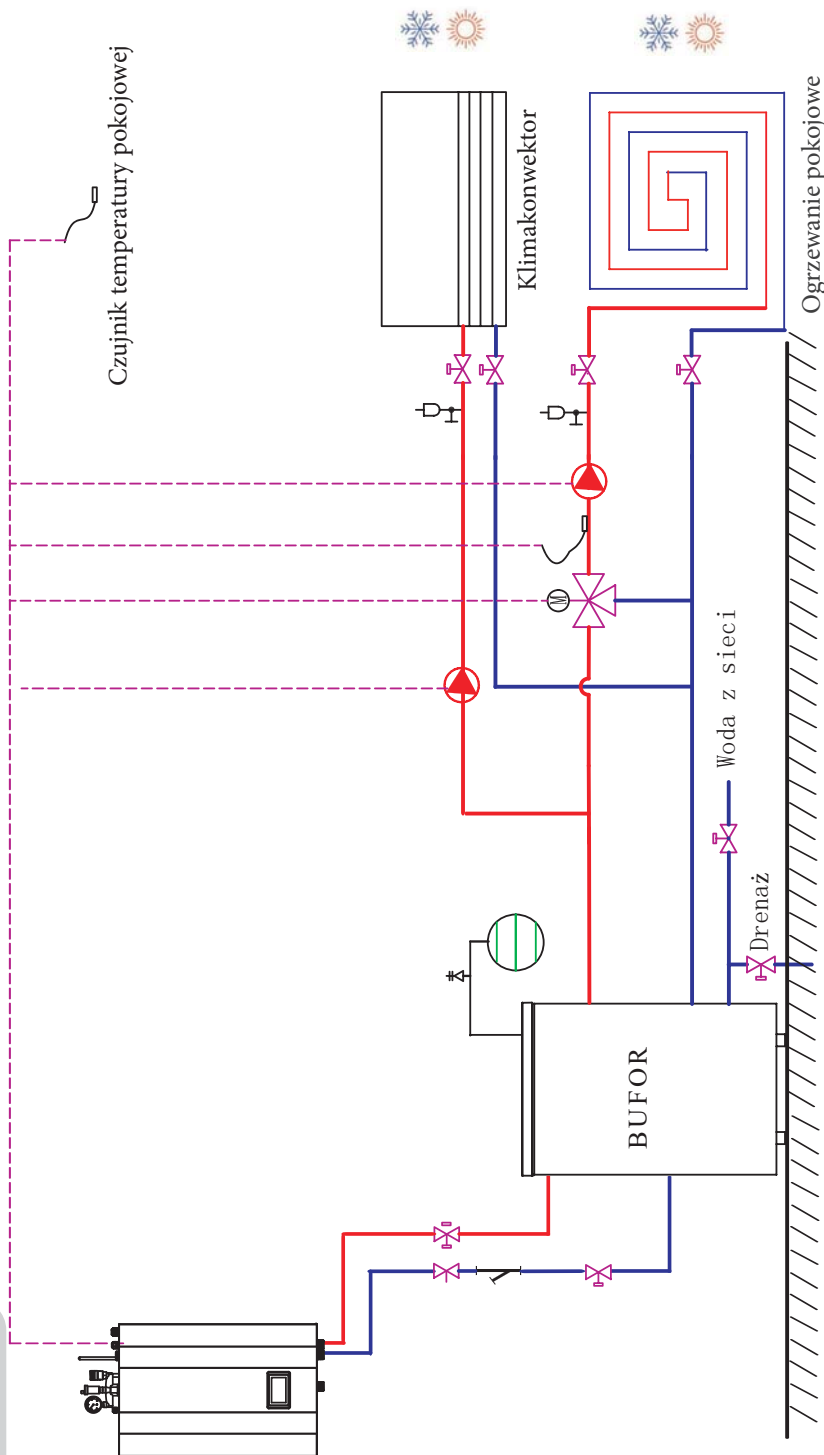 Czujnik temperatury pokojowej
Klimakonwektor
Ogrzewanie pokojowe
Woda z sieci
Drenaż
BUFOR
M